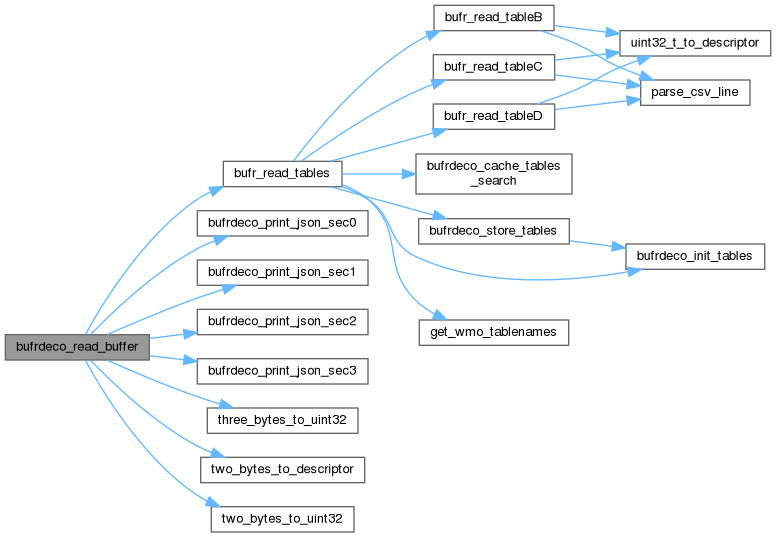 bufr_read_tableB
uint32_t_to_descriptor
bufr_read_tableC
parse_csv_line
bufr_read_tableD
bufr_read_tables
bufrdeco_cache_tables
_search
bufrdeco_print_json_sec0
bufrdeco_store_tables
bufrdeco_init_tables
bufrdeco_print_json_sec1
bufrdeco_print_json_sec2
get_wmo_tablenames
bufrdeco_read_buffer
bufrdeco_print_json_sec3
three_bytes_to_uint32
two_bytes_to_descriptor
two_bytes_to_uint32